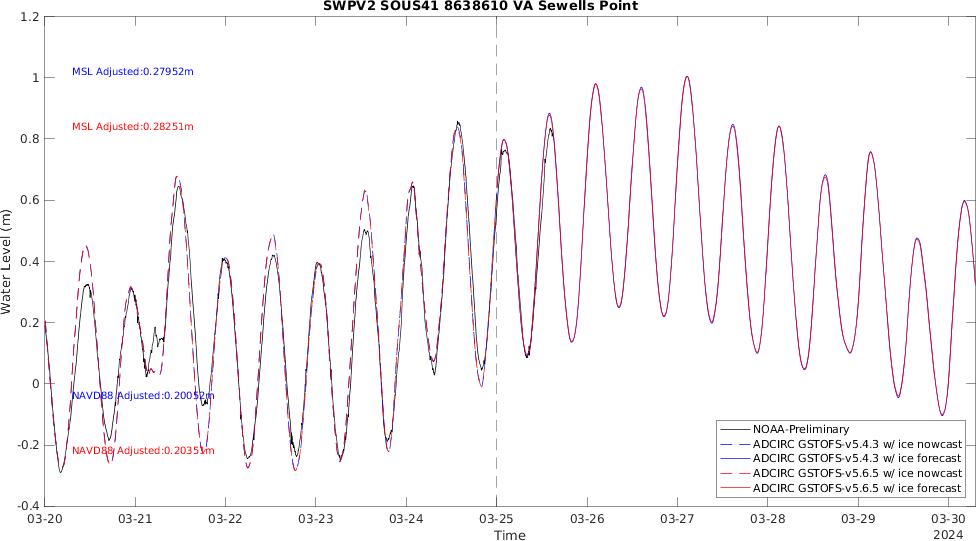 SWPV2 SOUS41 8638610 VA Sewells Point
1.2
1
0.8
0.6
0.4
0.2
0
-0.2
-0.4
Water Level (m)
MSL Adjusted:0.27952m
MSL Adjusted:0.28251m
NAVD88 Adjusted:0.20052m
NAVD88 Adjusted:0.20351m
NOAA-Preliminary
ADCIRC GSTOFS-v5.4.3 w/ ice nowcast
ADCIRC GSTOFS-v5.4.3 w/ ice forecast
ADCIRC GSTOFS-v5.6.5 w/ ice nowcast
ADCIRC GSTOFS-v5.6.5 w/ ice forecast
03-20 03-21 03-22 03-23 03-24 03-25 03-26 03-27 03-28 03-29 03-30
2024
Time